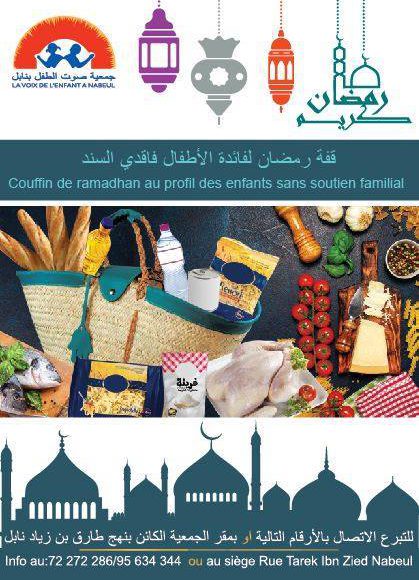 جمعية صوت الطفل بنابل
LA VOIX DE L'ENFANT A NABEUL
رمضان
كريم
قفة رمضان لفائدة الأطفال فاقدي السند
Couffin de ramadhan au profil des enfants sans soutien familial
فرينة
للتبرع الاتصال بالأرقام التالية او بمقر الجمعية الكائن بنهج طارق بن زياد نابل
Info au:72 272 286/95 634 344 ou au siège Rue Tarek Ibn Zied Nabeul